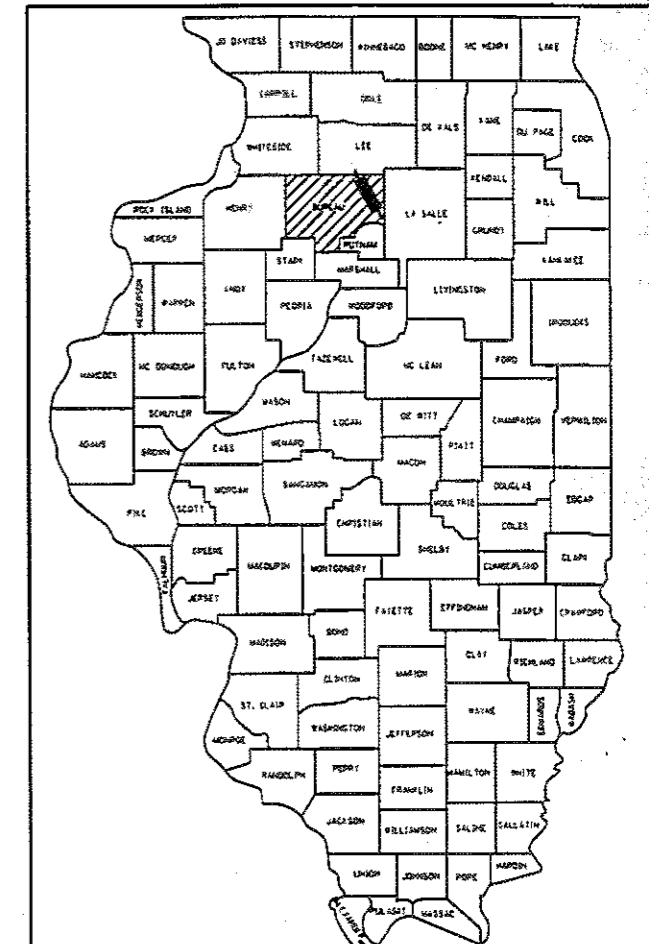 JO DAVIESS STEPHENSON WINNEBAGO BOONE MC HENRY LAKE
CARROLL OGLE
DE KALB KANE DU PAGE COOK
WHITESIDE LEE
KENDALL WILL
ROCK ISLAND HENRY BUREAU LA SALLE
GRUNDY
MERCER PUTNAM KANKAKEE
STARK MARSHALL
HENDERSON WARREN KNOX PEORIA WOODFORD LIVINGSTON IROQUOIS
HANCOCK MC DONOUGH FULTON TAZEWELL MC LEAN FORD
MASON
SCHUYLER LOGAN DE WITT CHAMPAIGN VERMILION
ADAMS BROWN CASS MENARD PIATT
MACON
PIKE SCOTT MORGAN SANGAMON DOUGLAS EDGAR
MOULTRIE
CHRISTIAN COLES
CALHOUN GREENE MACOUPIN MONTGOMERY SHELBY CUMBERLAND CLARK
JERSEY
FAYETTE EFFINGHAM JASPER CRAWFORD
MADISON BOND
CLAY RICHLAND LAWRENCE
CLINTON MARION
ST. CLAIR WAYNE EDWARDS WABASH
WASHINGTON JEFFERSON
MONROE
RANDOLPH PERRY HAMILTON WHITE
FRANKLIN
JACKSON WILLIAMSON SALINE GALLATIN
UNION JOHNSON POPE HARDIN
ALEXANDER PULASKI MASSAC